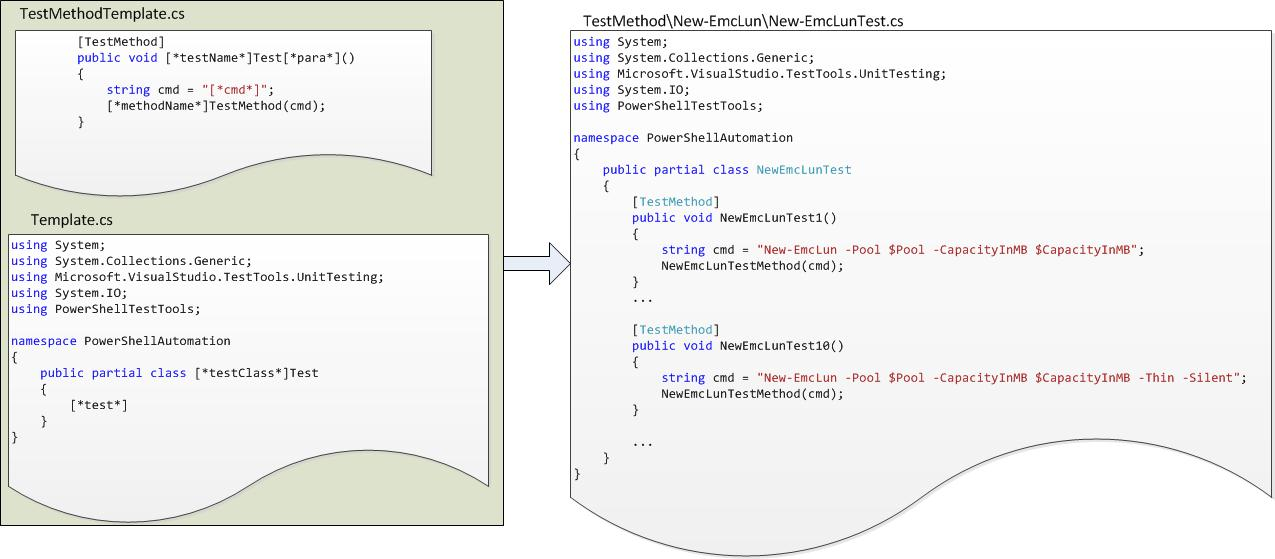 TestMethodTemplate.cs
[TestMethod]
public void [*testName*]Test[*para*]()
{
string cmd = "[*cmd*]";
[*methodName*]TestMethod(cmd);
}
Template.cs
using System;
using System.Collections.Generic;
using Microsoft.VisualStudio.TestTools.UnitTesting;
using System.IO;
using PowerShellTestTools;
namespace PowerShellAutomation
{
public partial class [*testClass*]Test
{
[*test*]
}
}
TestMethod\New-EmcLun\New-EmcLunTest.cs
using System;
using System.Collections.Generic;
using Microsoft.VisualStudio.TestTools.UnitTesting;
using System.IO;
using PowerShellTestTools;
namespace PowerShellAutomation
{
public partial class NewEmcLunTest
{
[TestMethod]
public void NewEmcLunTest1()
{
string cmd = "New-EmcLun -Pool $Pool -CapacityInMB $CapacityInMB";
NewEmcLunTestMethod(cmd);
}
...
[TestMethod]
public void NewEmcLunTest10()
{
string cmd = "New-EmcLun -Pool $Pool -CapacityInMB $CapacityInMB -Thin -Silent";
NewEmcLunTestMethod(cmd);
}
...
}
}